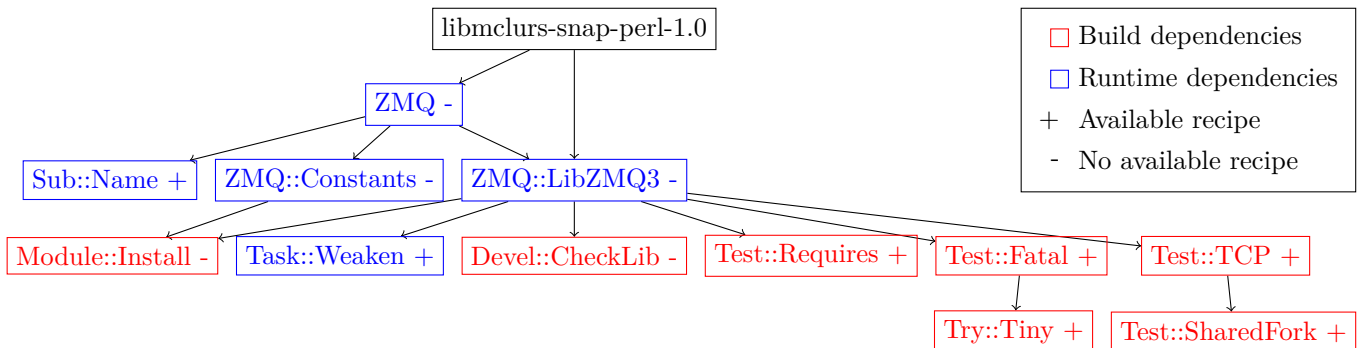 libmclurs-snap-perl-1.0
Build dependencies
Runtime dependencies
+ Available recipe
- No available recipe
ZMQ -
Sub::Name +
ZMQ::Constants -
ZMQ::LibZMQ3 -
Module::Install -
Task::Weaken +
Devel::CheckLib -
Test::Requires +
Test::Fatal +
Test::TCP +
Try::Tiny +
Test::SharedFork +